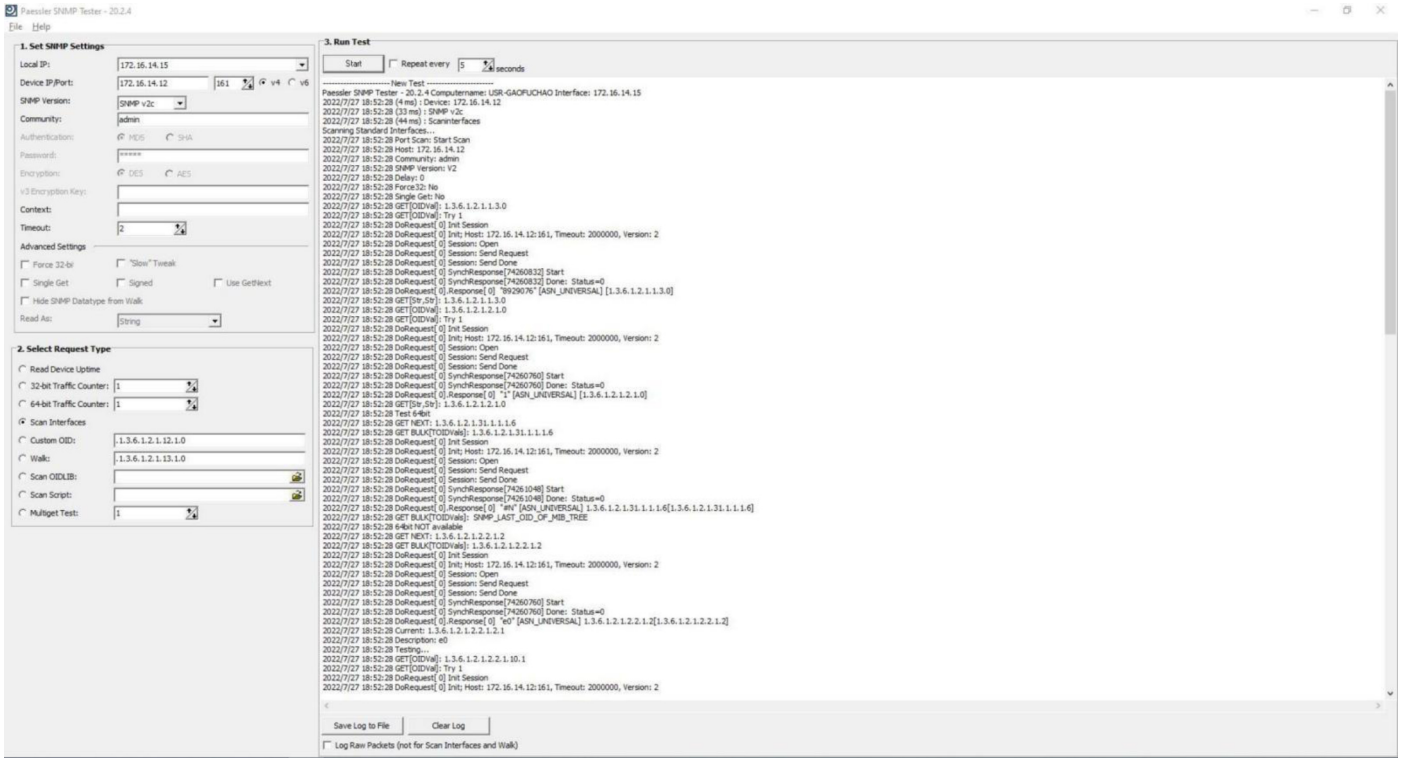 Paessler SNMP Tester - 20.2.4
File Help
1. Set SNMP Settings
Local IP: 172.16.14.15
Device IP/Port: 172.16.14.12 161 v4 v6
SNMP Version: SNMP v2c
Community: admin
Authentication: MD5 SHA
Password: *****
Encryption: DES AES
v3 Encryption Key:
Context:
Timeout: 2
Advanced Settings
Force 32-bi "Slow" Tweak
Single Get Signed Use GetNext
Hide SNMP Datatype from Walk
Read As: String
2. Select Request Type
Read Device Uptime
32-bit Traffic Counter: 1
64-bit Traffic Counter: 1
Scan Interfaces
Custom OID: .1.3.6.1.2.1.12.1.0
Walk: .1.3.6.1.2.1.13.1.0
Scan OIDLIB:
Scan Script:
Multiget Test: 1
3. Run Test
Start Repeat every 5 seconds
----------------------- New Test -----------------------
Paessler SNMP Tester - 20.2.4 Computername: USR-GAOFUCHAO Interface: 172.16.14.15
2022/7/27 18:52:28 (4 ms) : Device: 172.16.14.12
2022/7/27 18:52:28 (33 ms) : SNMP v2c
2022/7/27 18:52:28 (44 ms) : Scaninterfaces
Scanning Standard Interfaces...
2022/7/27 18:52:28 Port Scan: Start Scan
2022/7/27 18:52:28 Host: 172.16.14.12
2022/7/27 18:52:28 Community: admin
2022/7/27 18:52:28 SNMP Version: V2
2022/7/27 18:52:28 Delay: 0
2022/7/27 18:52:28 Force32: No
2022/7/27 18:52:28 Single Get: No
2022/7/27 18:52:28 GET[OIDVal]: 1.3.6.1.2.1.1.3.0
2022/7/27 18:52:28 GET[OIDVal]: Try 1
2022/7/27 18:52:28 DoRequest[ 0] Init Session
2022/7/27 18:52:28 DoRequest[ 0] Init; Host: 172.16.14.12:161, Timeout: 2000000, Version: 2
2022/7/27 18:52:28 DoRequest[ 0] Session: Open
2022/7/27 18:52:28 DoRequest[ 0] Session: Send Request
2022/7/27 18:52:28 DoRequest[ 0] Session: Send Done
2022/7/27 18:52:28 DoRequest[ 0] SynchResponse[74260832] Start
2022/7/27 18:52:28 DoRequest[ 0] SynchResponse[74260832] Done: Status=0
2022/7/27 18:52:28 DoRequest[ 0].Response[ 0] "8929076" [ASN_UNIVERSAL] [1.3.6.1.2.1.1.3.0]
2022/7/27 18:52:28 GET[Str,Str]: 1.3.6.1.2.1.1.3.0
2022/7/27 18:52:28 GET[OIDVal]: 1.3.6.1.2.1.2.1.0
2022/7/27 18:52:28 GET[OIDVal]: Try 1
2022/7/27 18:52:28 DoRequest[ 0] Init Session
2022/7/27 18:52:28 DoRequest[ 0] Init; Host: 172.16.14.12:161, Timeout: 2000000, Version: 2
2022/7/27 18:52:28 DoRequest[ 0] Session: Open
2022/7/27 18:52:28 DoRequest[ 0] Session: Send Request
2022/7/27 18:52:28 DoRequest[ 0] Session: Send Done
2022/7/27 18:52:28 DoRequest[ 0] SynchResponse[74260760] Start
2022/7/27 18:52:28 DoRequest[ 0] SynchResponse[74260760] Done: Status=0
2022/7/27 18:52:28 DoRequest[ 0].Response[ 0] "1" [ASN_UNIVERSAL] [1.3.6.1.2.1.2.1.0]
2022/7/27 18:52:28 GET[Str,Str]: 1.3.6.1.2.1.2.1.0
2022/7/27 18:52:28 Test 64bit
2022/7/27 18:52:28 GET NEXT: 1.3.6.1.2.1.31.1.1.1.6
2022/7/27 18:52:28 GET BULK[TOIDVals]: 1.3.6.1.2.1.31.1.1.1.6
2022/7/27 18:52:28 DoRequest[ 0] Init Session
2022/7/27 18:52:28 DoRequest[ 0] Init; Host: 172.16.14.12:161, Timeout: 2000000, Version: 2
2022/7/27 18:52:28 DoRequest[ 0] Session: Open
2022/7/27 18:52:28 DoRequest[ 0] Session: Send Request
2022/7/27 18:52:28 DoRequest[ 0] Session: Send Done
2022/7/27 18:52:28 DoRequest[ 0] SynchResponse[74261048] Start
2022/7/27 18:52:28 DoRequest[ 0] SynchResponse[74261048] Done: Status=0
2022/7/27 18:52:28 DoRequest[ 0].Response[ 0] "#N" [ASN_UNIVERSAL] 1.3.6.1.2.1.31.1.1.1.6[1.3.6.1.2.1.31.1.1.1.6]
2022/7/27 18:52:28 GET BULK[TOIDVals]: SNMP_LAST_OID_OF_MIB_TREE
2022/7/27 18:52:28 64bit NOT available
2022/7/27 18:52:28 GET NEXT: 1.3.6.1.2.1.2.2.1.2
2022/7/27 18:52:28 GET BULK[TOIDVals]: 1.3.6.1.2.1.2.2.1.2
2022/7/27 18:52:28 DoRequest[ 0] Init Session
2022/7/27 18:52:28 DoRequest[ 0] Init; Host: 172.16.14.12:161, Timeout: 2000000, Version: 2
2022/7/27 18:52:28 DoRequest[ 0] Session: Open
2022/7/27 18:52:28 DoRequest[ 0] Session: Send Request
2022/7/27 18:52:28 DoRequest[ 0] Session: Send Done
2022/7/27 18:52:28 DoRequest[ 0] SynchResponse[74260760] Start
2022/7/27 18:52:28 DoRequest[ 0] SynchResponse[74260760] Done: Status=0
2022/7/27 18:52:28 DoRequest[ 0].Response[ 0] "e0" [ASN_UNIVERSAL] 1.3.6.1.2.1.2.2.1.2[1.3.6.1.2.1.2.2.1.2]
2022/7/27 18:52:28 Current: 1.3.6.1.2.1.2.2.1.2.1
2022/7/27 18:52:28 Description: e0
2022/7/27 18:52:28 Testing...
2022/7/27 18:52:28 GET[OIDVal]: 1.3.6.1.2.1.2.2.1.10.1
2022/7/27 18:52:28 GET[OIDVal]: Try 1
2022/7/27 18:52:28 DoRequest[ 0] Init Session
2022/7/27 18:52:28 DoRequest[ 0] Init; Host: 172.16.14.12:161, Timeout: 2000000, Version: 2
Save Log to File Clear Log
Log Raw Packets (not for Scan Interfaces and Walk)